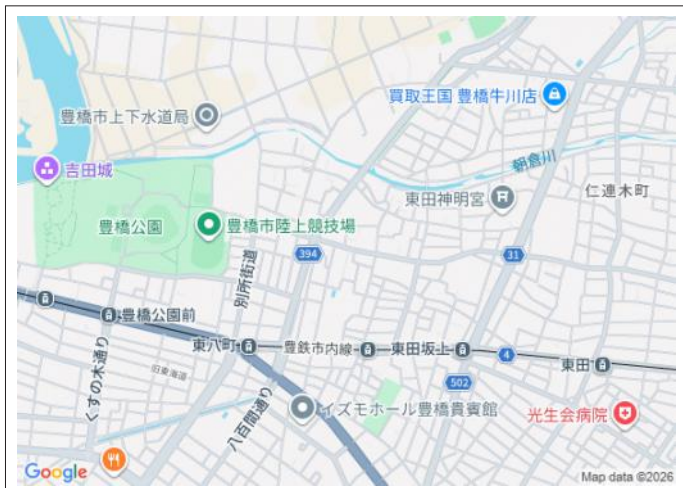 買取王国 豊橋牛川店
豊橋市上下水道局
朝倉川
吉田城
仁連木町
東田神明宮
豊橋公園
豊橋市陸上競技場
394
31
別所街道
豊橋公園前
東八町
豊鉄市内線
東田坂上
4
東田
旧東海道
くすの木通り
502
八百間通り
イズモホール豊橋貴賓館
光生会病院
Google
Map data ©2026